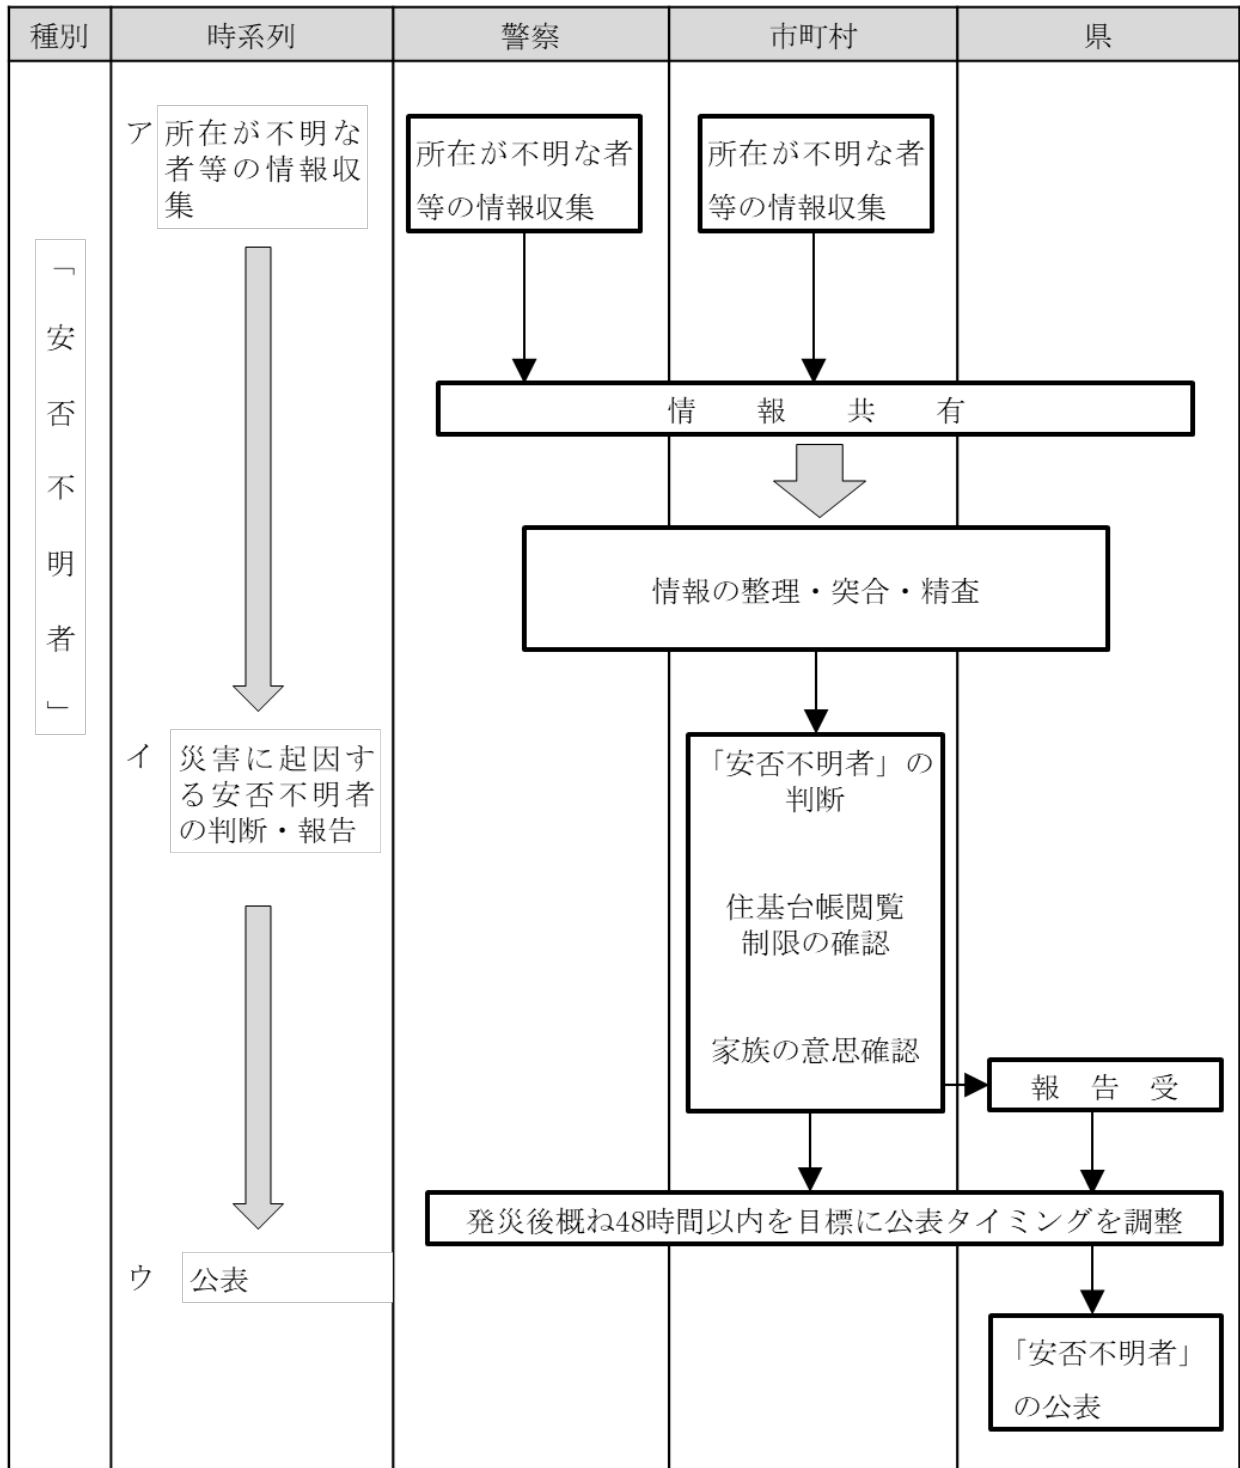 種別 時系列 警察 市町村 県
「安否不明者」
ア 所在が不明な
者等の情報収
集
所在が不明な者
等の情報収集
所在が不明な者
等の情報収集
情報共有
情報の整理・突合・精査
イ 災害に起因す
る安否不明者
の判断・報告
「安否不明者」の
判断
住基台帳閲覧
制限の確認
家族の意思確認
報告受
発災後概ね48時間以内を目標に公表タイミングを調整
ウ 公表
「安否不明者」
の公表